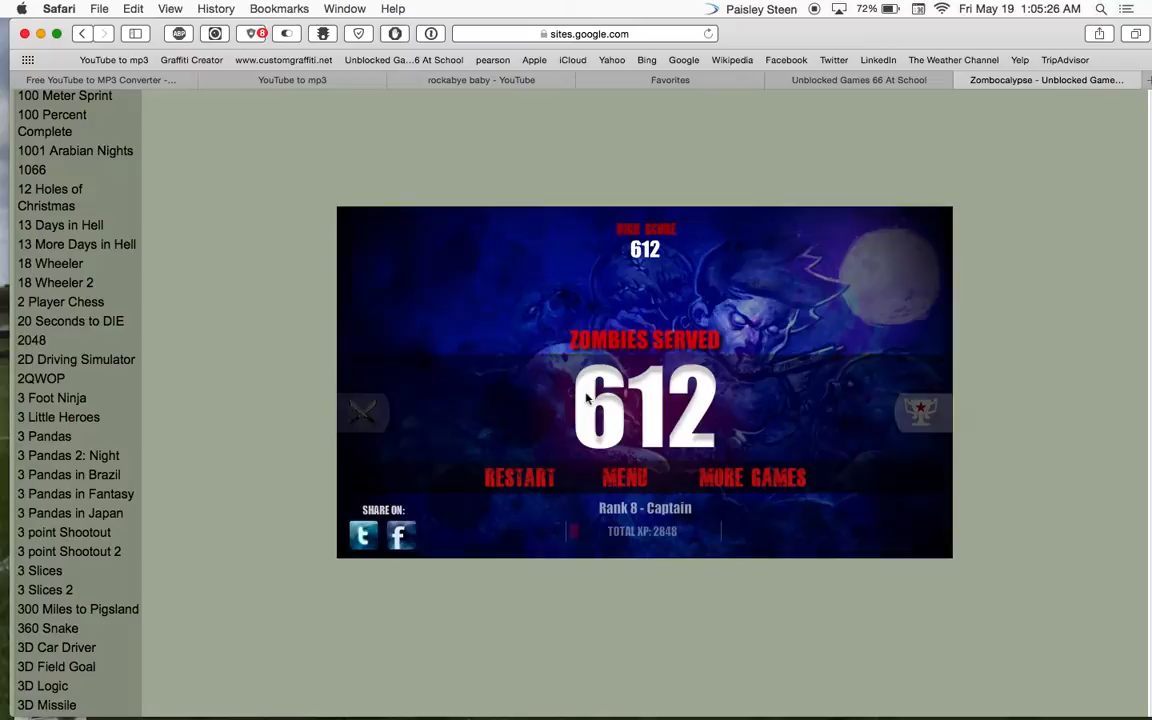 Safari File Edit View History Bookmarks Window Help Paisley Steen 72% Fri May 19 1:05:26 AM
ABP 8 sites.google.com
YouTube to mp3 Graffiti Creator www.customgraffiti.net Unblocked Ga...6 At School pearson Apple iCloud Yahoo Bing Google Wikipedia Facebook Twitter LinkedIn The Weather Channel Yelp TripAdvisor
Free YouTube to MP3 Converter -... YouTube to mp3 rockabye baby - YouTube Favorites Unblocked Games 66 At School Zombocalypse - Unblocked Game...
100 Meter Sprint
100 Percent
Complete
1001 Arabian Nights
1066
12 Holes of
Christmas
13 Days in Hell
13 More Days in Hell
18 Wheeler
18 Wheeler 2
2 Player Chess
20 Seconds to DIE
2048
2D Driving Simulator
2QWOP
3 Foot Ninja
3 Little Heroes
3 Pandas
3 Pandas 2: Night
3 Pandas in Brazil
3 Pandas in Fantasy
3 Pandas in Japan
3 point Shootout
3 point Shootout 2
3 Slices
3 Slices 2
300 Miles to Pigsland
360 Snake
3D Car Driver
3D Field Goal
3D Logic
3D Missile
HIGH SCORE
612
ZOMBIES SERVED
612
RESTART MENU MORE GAMES
SHARE ON:
t f
Rank 8 - Captain
TOTAL XP: 2848